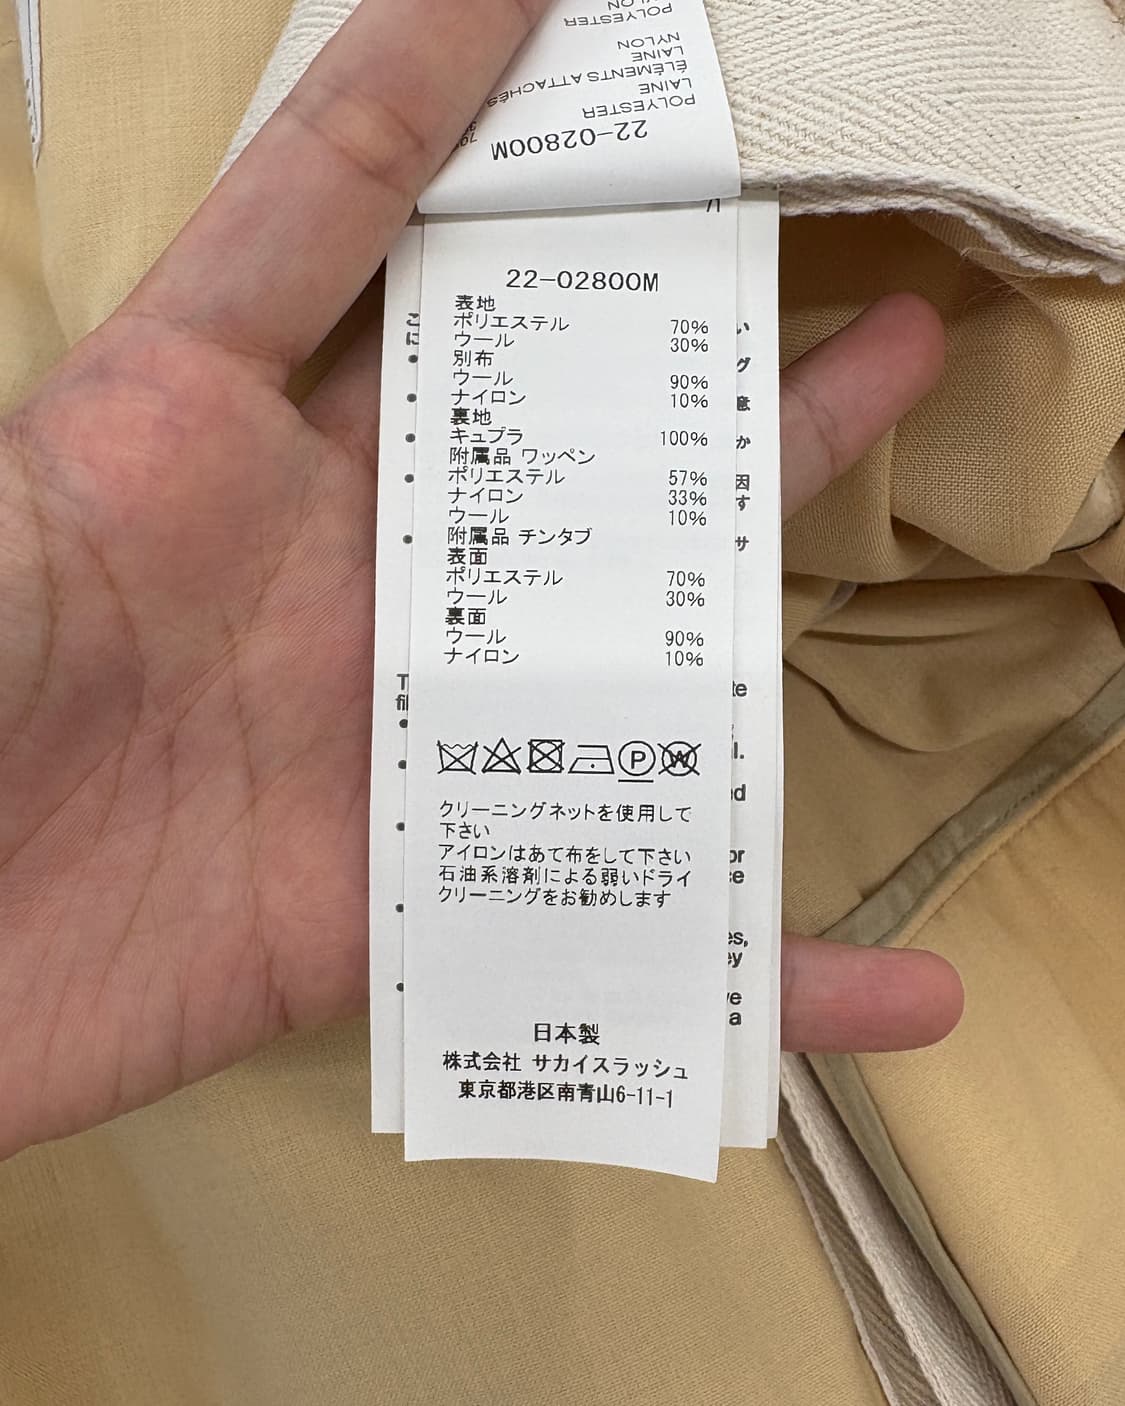 POLYESTER
NYLON
LAINE
ÉLÉMENTS ATTACHÉS
LAINE
POLYESTER
22-02800M
22-02800M
表地
ポリエステル 70%
ウール 30%
別布
ウール 90%
ナイロン 10%
裏地
キュプラ 100%
附属品 ワッペン
ポリエステル 57%
ナイロン 33%
ウール 10%
附属品 チンタブ
表面
ポリエステル 70%
ウール 30%
裏面
ウール 90%
ナイロン 10%
P
W
クリーニングネットを使用して
下さい
アイロンはあて布をして下さい
石油系溶剤による弱いドライ
クリーニングをお勧めします
日本製
株式会社 サカイスラッシュ
東京都港区南青山6-11-1